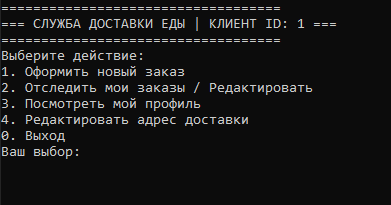 ===================================
=== СЛУЖБА ДОСТАВКИ ЕДЫ | КЛИЕНТ ID: 1 ===
===================================
Выберите действие:
1. Оформить новый заказ
2. Отследить мои заказы / Редактировать
3. Посмотреть мой профиль
4. Редактировать адрес доставки
0. Выход
Ваш выбор: